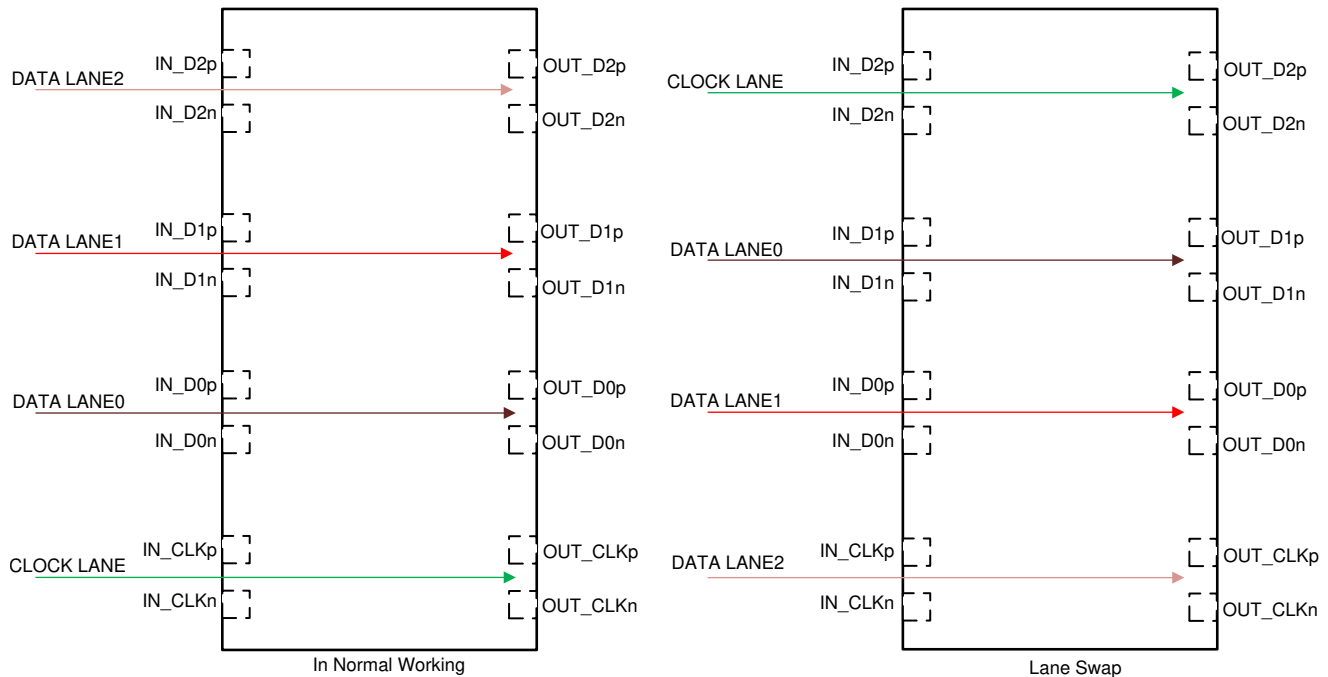 IN_D2p
OUT_D2p
DATA LANE2
IN_D2n
OUT_D2n
IN_D1p
OUT_D1p
DATA LANE1
IN_D1n
OUT_D1n
IN_D0p
OUT_D0p
DATA LANE0
IN_D0n
OUT_D0n
IN_CLKp
OUT_CLKp
CLOCK LANE
IN_CLKn
OUT_CLKn
In Normal Working
IN_D2p
OUT_D2p
CLOCK LANE
IN_D2n
OUT_D2n
IN_D1p
OUT_D1p
DATA LANE0
IN_D1n
OUT_D1n
IN_D0p
OUT_D0p
DATA LANE1
IN_D0n
OUT_D0n
IN_CLKp
OUT_CLKp
DATA LANE2
IN_CLKn
OUT_CLKn
Lane Swap